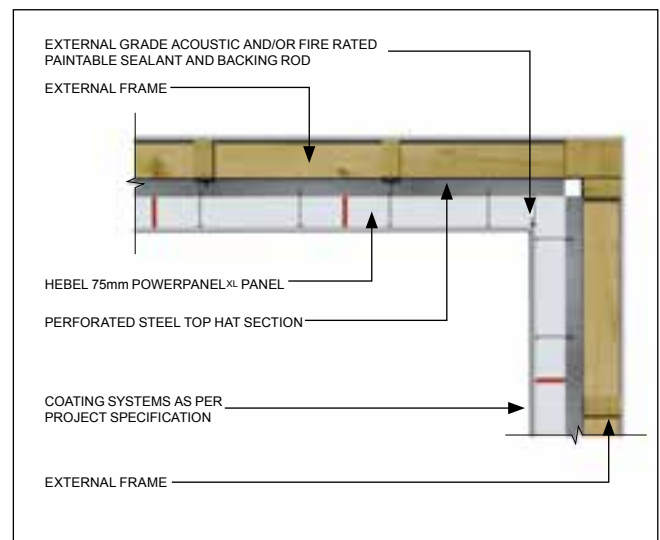 EXTERNAL GRADE ACOUSTIC AND/OR FIRE RATED
PAINTABLE SEALANT AND BACKING ROD
EXTERNAL FRAME
HEBEL 75mm POWERPANELXL PANEL
PERFORATED STEEL TOP HAT SECTION
COATING SYSTEMS AS PER
PROJECT SPECIFICATION
EXTERNAL FRAME